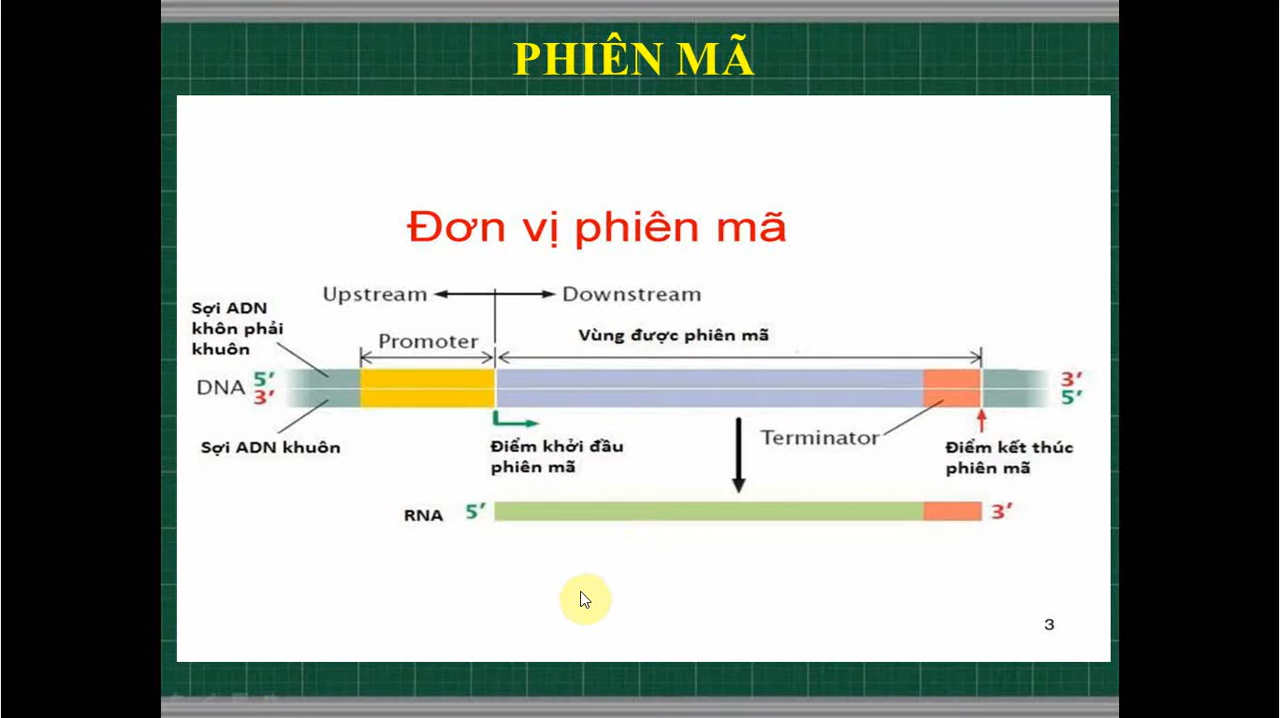 PHIÊN MÃ
Đơn vị phiên mã
Upstream Downstream
Sợi ADN
khôn phải
khuôn
Promoter
Vùng được phiên mã
DNA 5′ 3′
3′ 5′
Sợi ADN khuôn
Điểm khởi đầu
phiên mã
Terminator
Điểm kết thúc
phiên mã
RNA 5′ 3′
3